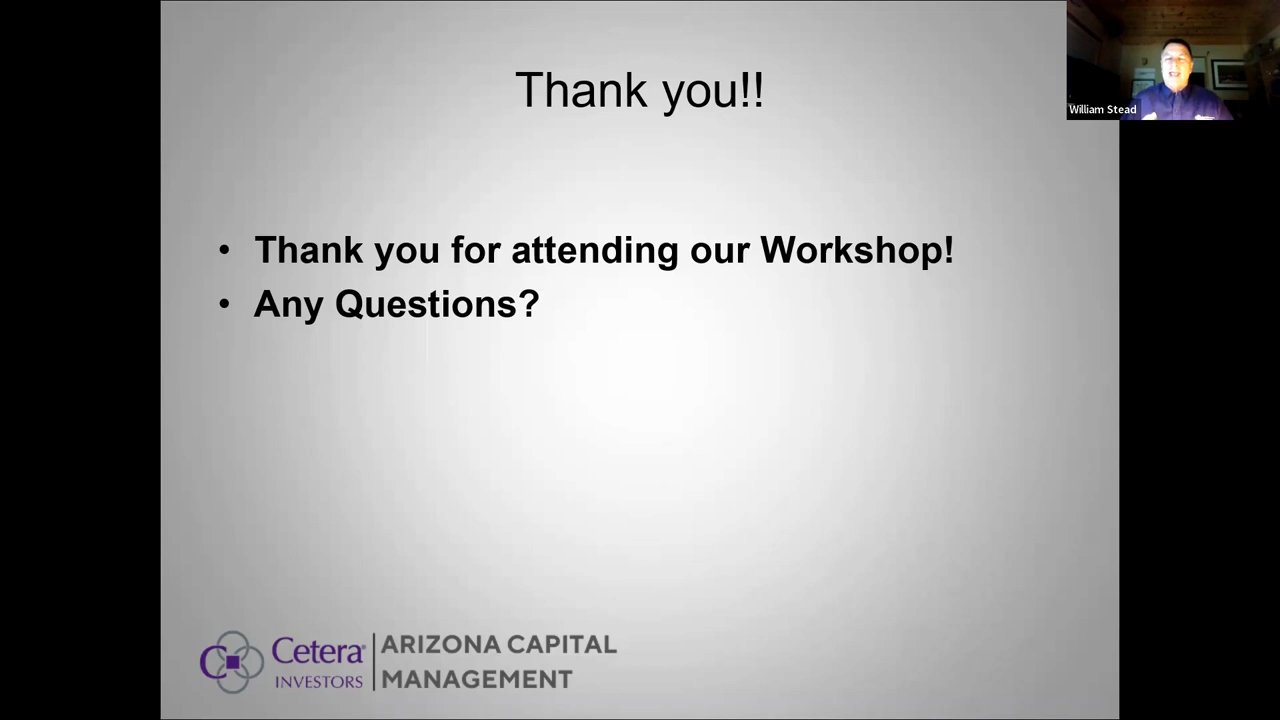 Thank you!!
William Stead
• Thank you for attending our Workshop!
• Any Questions?
Cetera®
INVESTORS
ARIZONA CAPITAL
MANAGEMENT